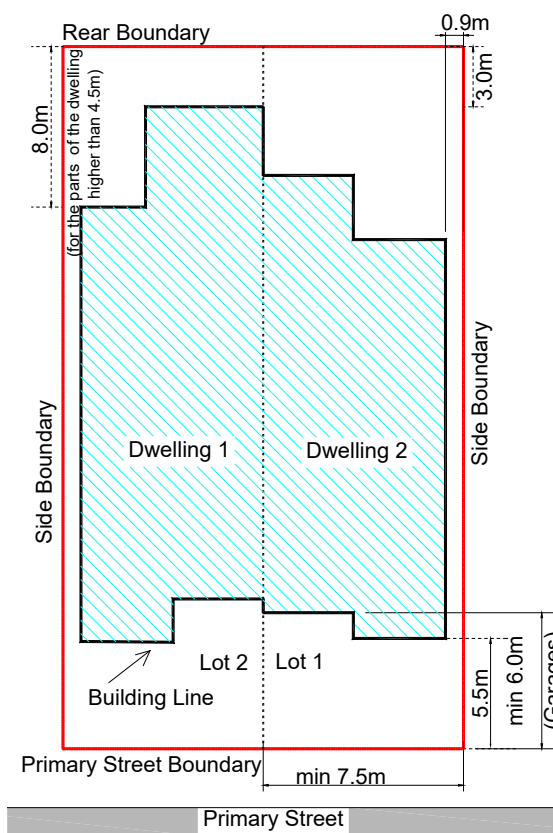 0.9m
Rear Boundary
3.0m
8.0m
(for the parts of the dwelling
higher than 4.5m)
Side Boundary
Side Boundary
Dwelling 1
Dwelling 2
Lot 2
Lot 1
Building Line
5.5m
min 6.0m
(Garages)
Primary Street Boundary
min 7.5m
Primary Street